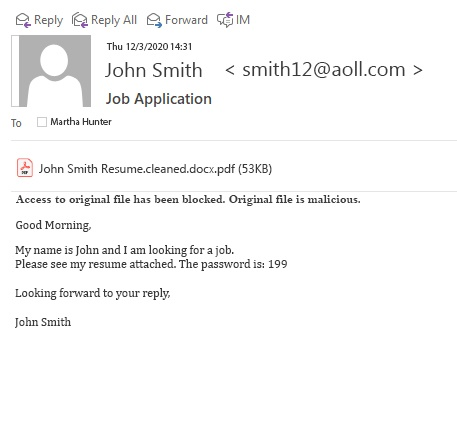 Reply Reply All Forward IM
Thu 12/3/2020 14:31
John Smith < smith12@aoll.com >
Job Application
To Martha Hunter
John Smith Resume.cleaned.docx.pdf (53KB)
Access to original file has been blocked. Original file is malicious.
Good Morning,
My name is John and I am looking for a job.
Please see my resume attached. The password is: 199
Looking forward to your reply,
John Smith